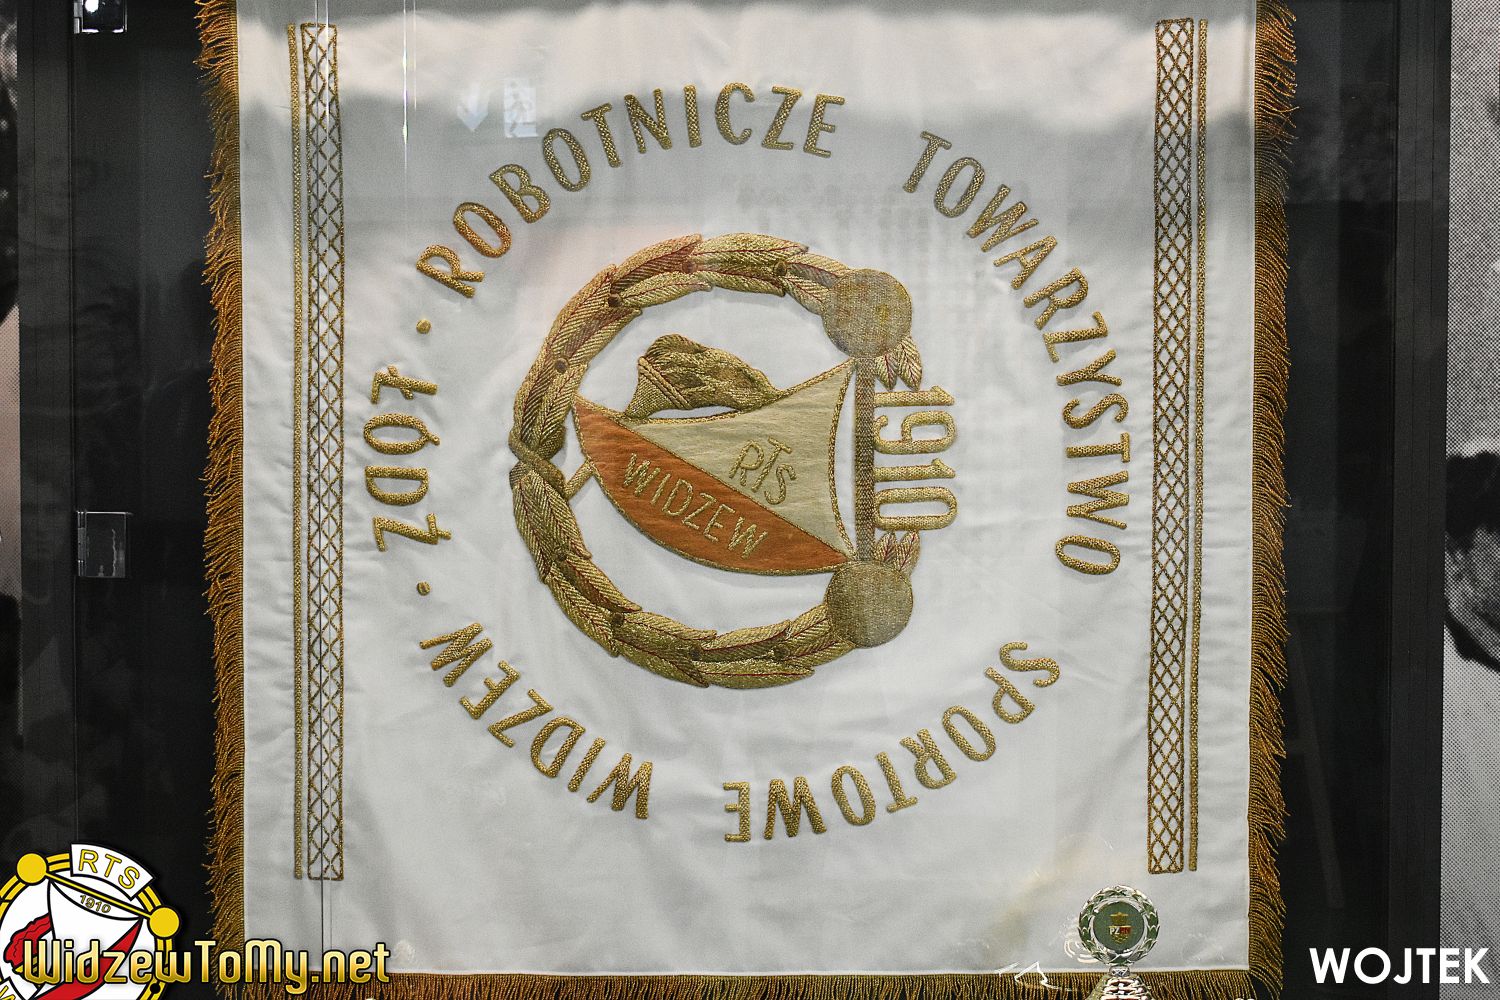 ROBOTNICZE TOWARZYSTWO SPORTOWE WIDZEW · ŁÓDŹ ·
1910
RTS
WIDZEW
RTS
1910
WidzewToMy.net
WOJTEK